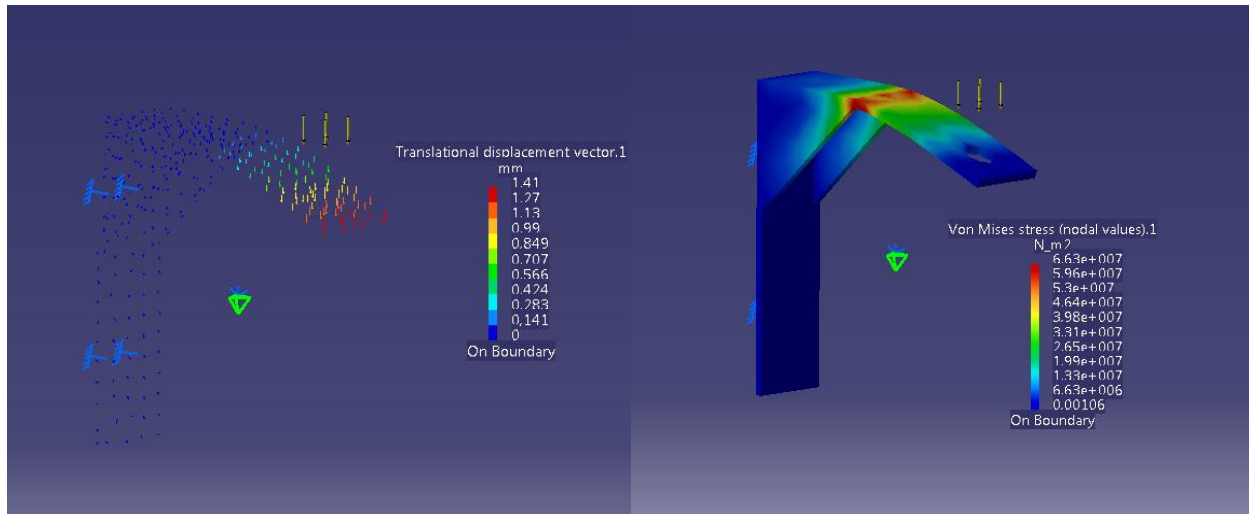 Translational displacement vector.1
mm
1.41
1.27
1.13
0.99
0.849
0.707
0.566
0.424
0.283
0.141
0
On Boundary
Von Mises stress (nodal values).1
N_m2
6.63e+007
5.96e+007
5.3e+007
4.64e+007
3.98e+007
3.31e+007
2.65e+007
1.99e+007
1.33e+007
6.63e+006
0.00106
On Boundary